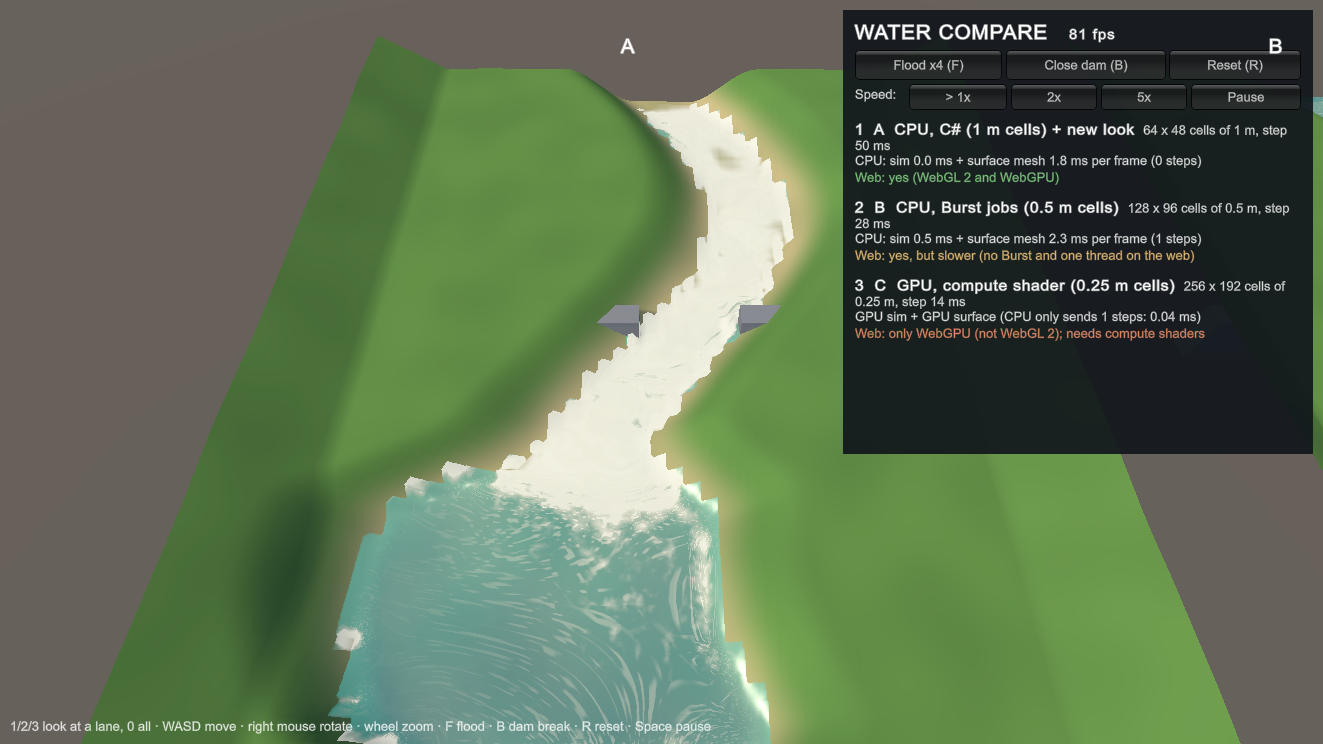 A
WATER COMPARE 81 fps
B
Flood x4 (F) Close dam (B) Reset (R)
Speed: > 1x 2x 5x Pause
1 A CPU, C# (1 m cells) + new look 64 x 48 cells of 1 m, step
50 ms
CPU: sim 0.0 ms + surface mesh 1.8 ms per frame (0 steps)
Web: yes (WebGL 2 and WebGPU)
2 B CPU, Burst jobs (0.5 m cells) 128 x 96 cells of 0.5 m, step
28 ms
CPU: sim 0.5 ms + surface mesh 2.3 ms per frame (1 steps)
Web: yes, but slower (no Burst and one thread on the web)
3 C GPU, compute shader (0.25 m cells) 256 x 192 cells of
0.25 m, step 14 ms
GPU sim + GPU surface (CPU only sends 1 steps: 0.04 ms)
Web: only WebGPU (not WebGL 2); needs compute shaders
1/2/3 look at a lane, 0 all · WASD move · right mouse rotate · wheel zoom · F flood · B dam break · R reset · Space pause